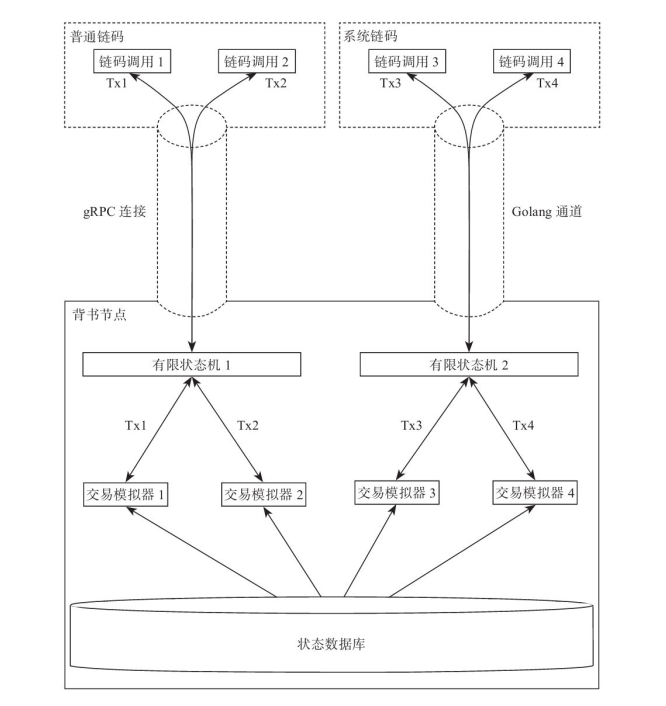 普通链码
系统链码
链码调用 1
链码调用 2
链码调用 3
链码调用 4
Tx1
Tx2
Tx3
Tx4
gRPC 连接
Golang 通道
背书节点
有限状态机 1
有限状态机 2
Tx1
Tx2
Tx3
Tx4
交易模拟器 1
交易模拟器 2
交易模拟器 3
交易模拟器 4
状态数据库